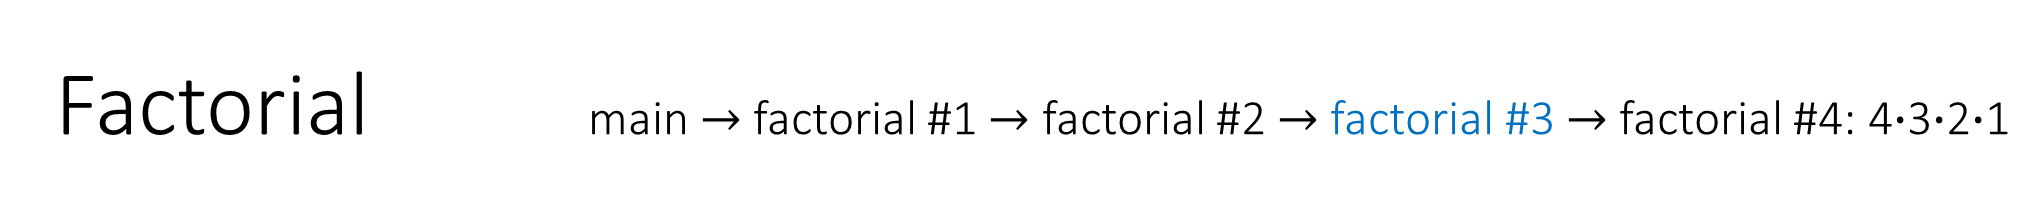 Factorial
main → factorial #1 → factorial #2 → factorial #3 → factorial #4: 4·3·2·1